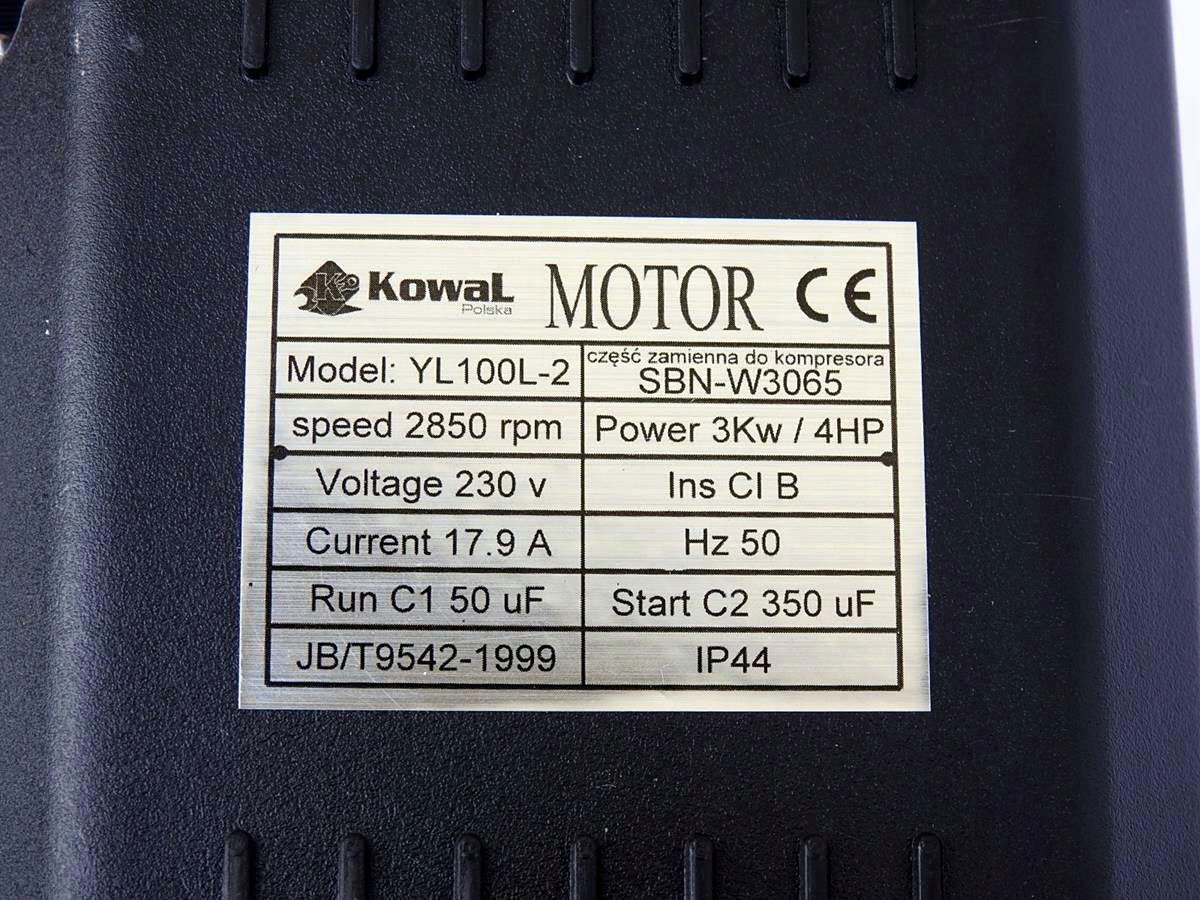 KowaL
Polska
MOTOR CE
Model: YL100L-2
część zamienna do kompresora
SBN-W3065
speed 2850 rpm
Power 3Kw / 4HP
Voltage 230 v
Ins Cl B
Current 17.9 A
Hz 50
Run C1 50 uF
Start C2 350 uF
JB/T9542-1999
IP44